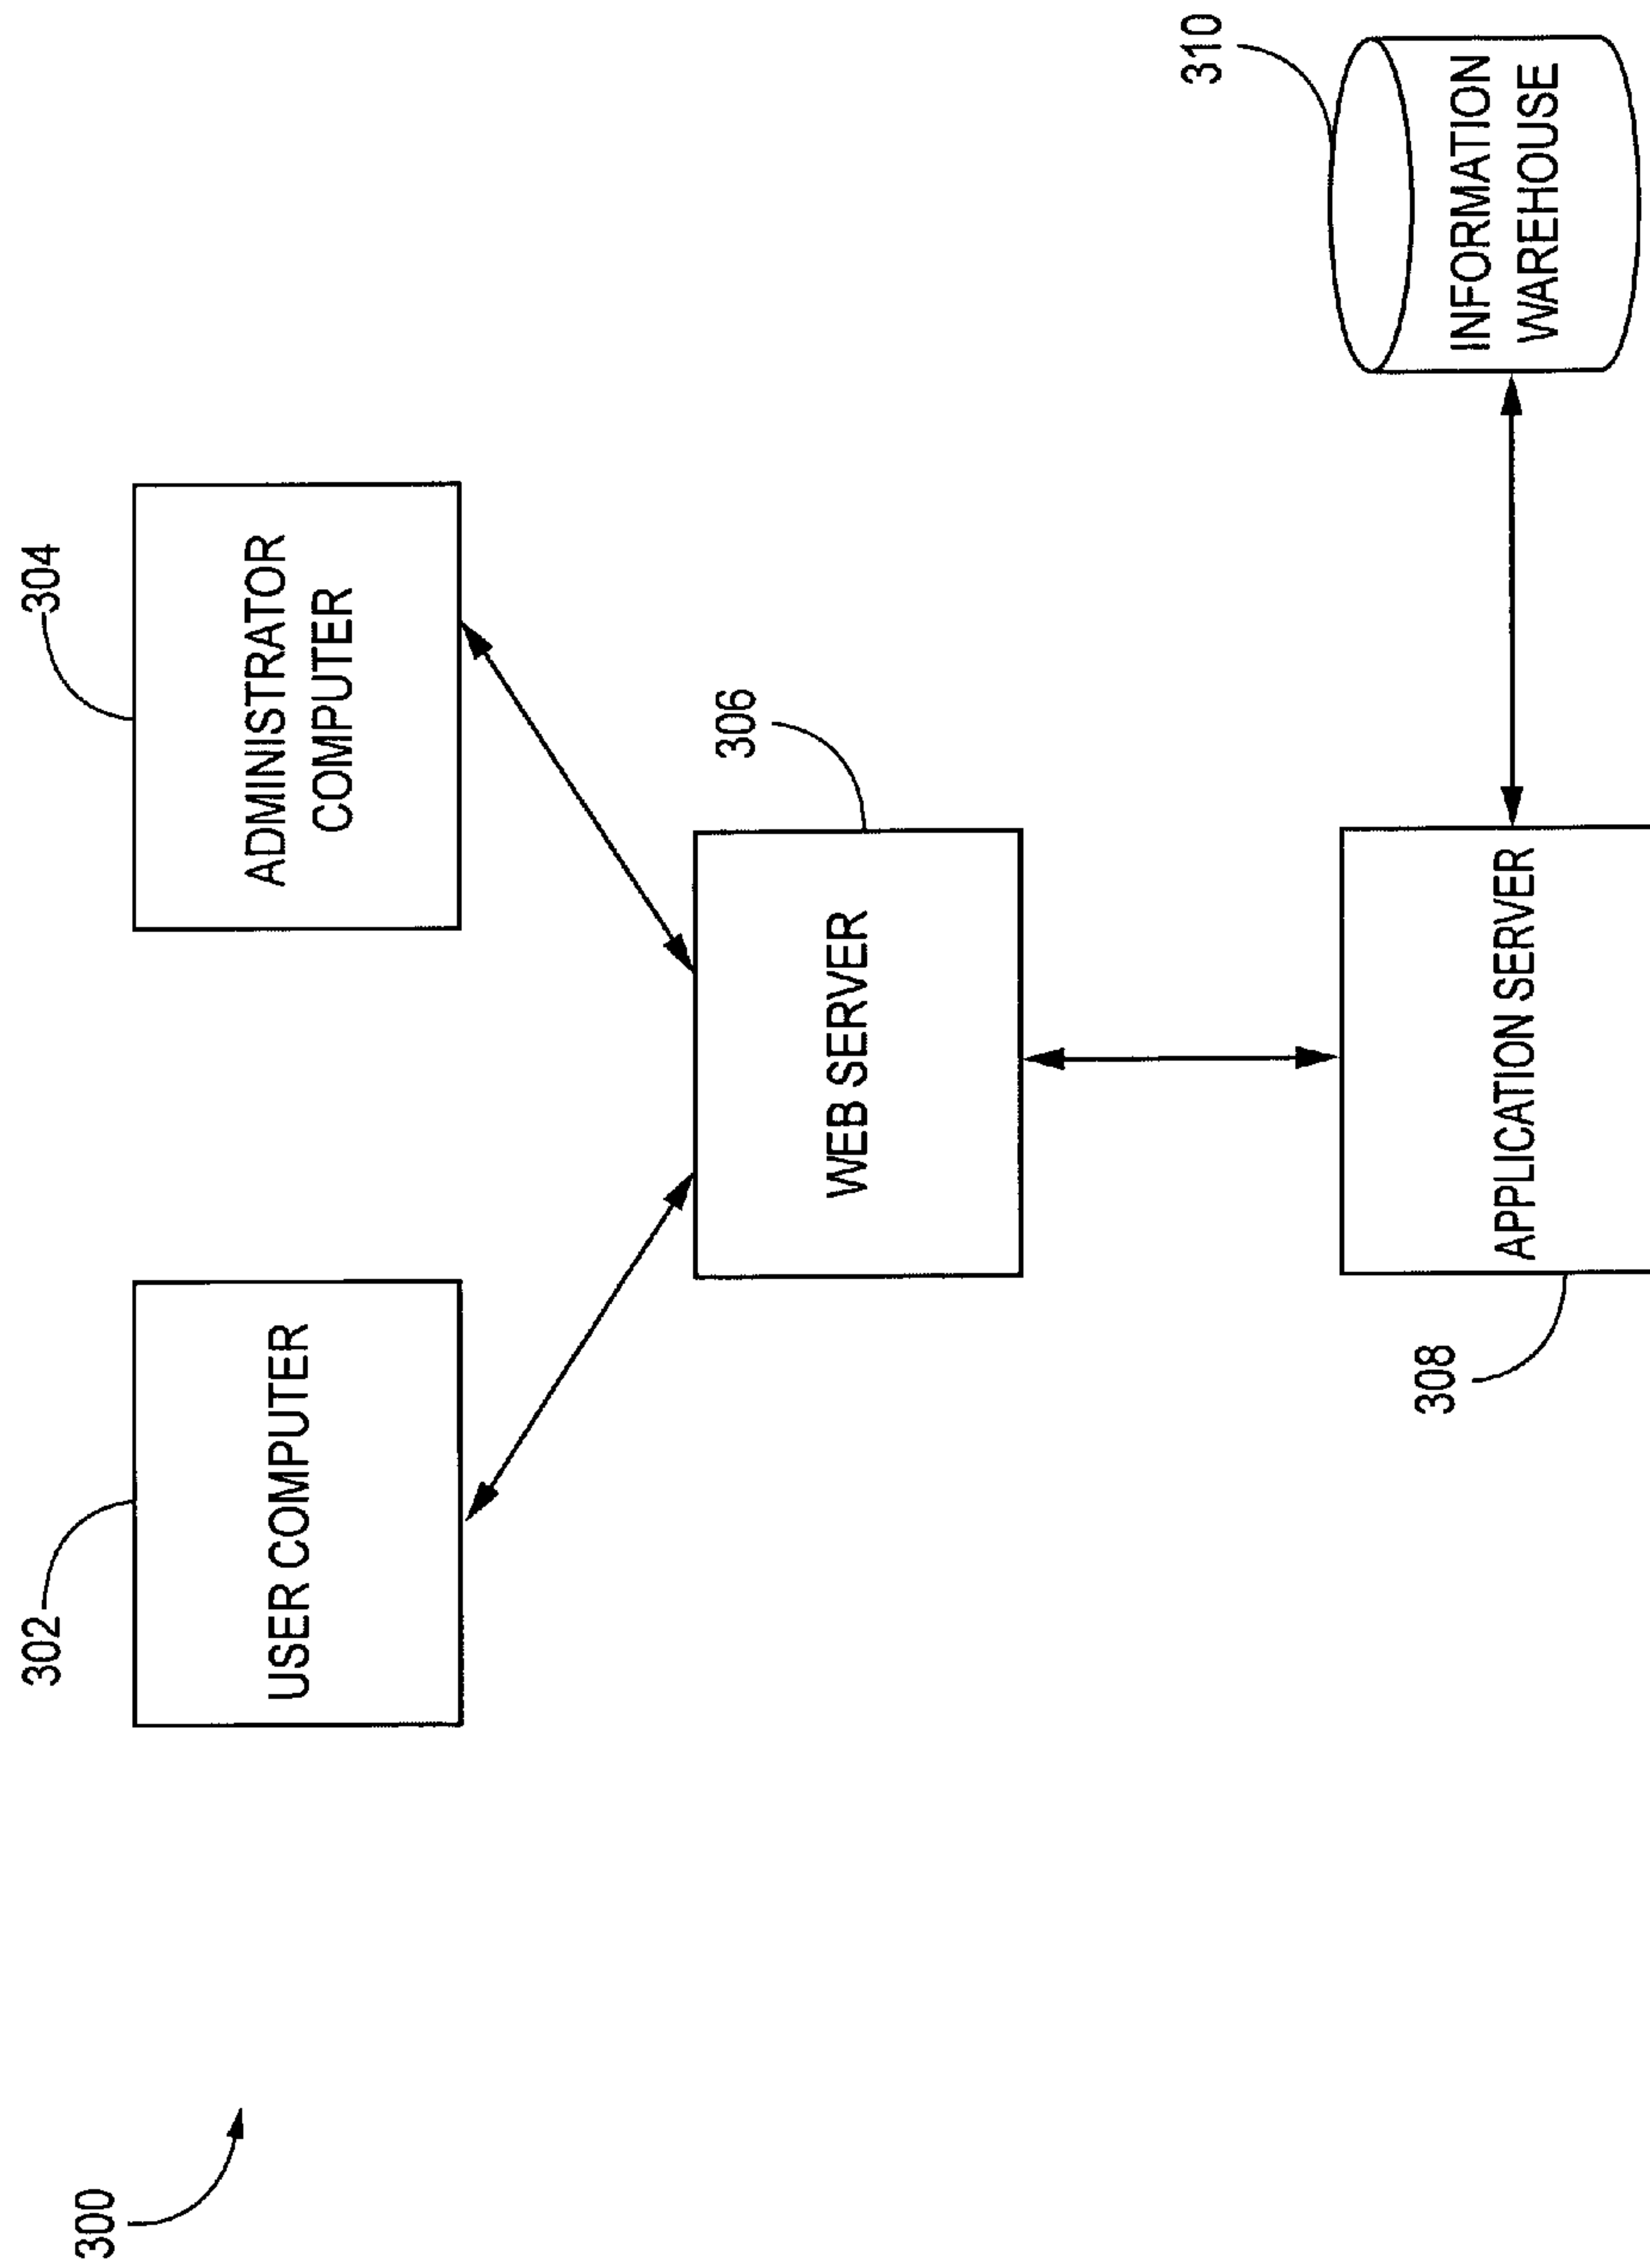 300
302
USER COMPUTER
304
ADMINISTRATOR
COMPUTER
306
WEB SERVER
308
APPLICATION SERVER
310
INFORMATION
WAREHOUSE